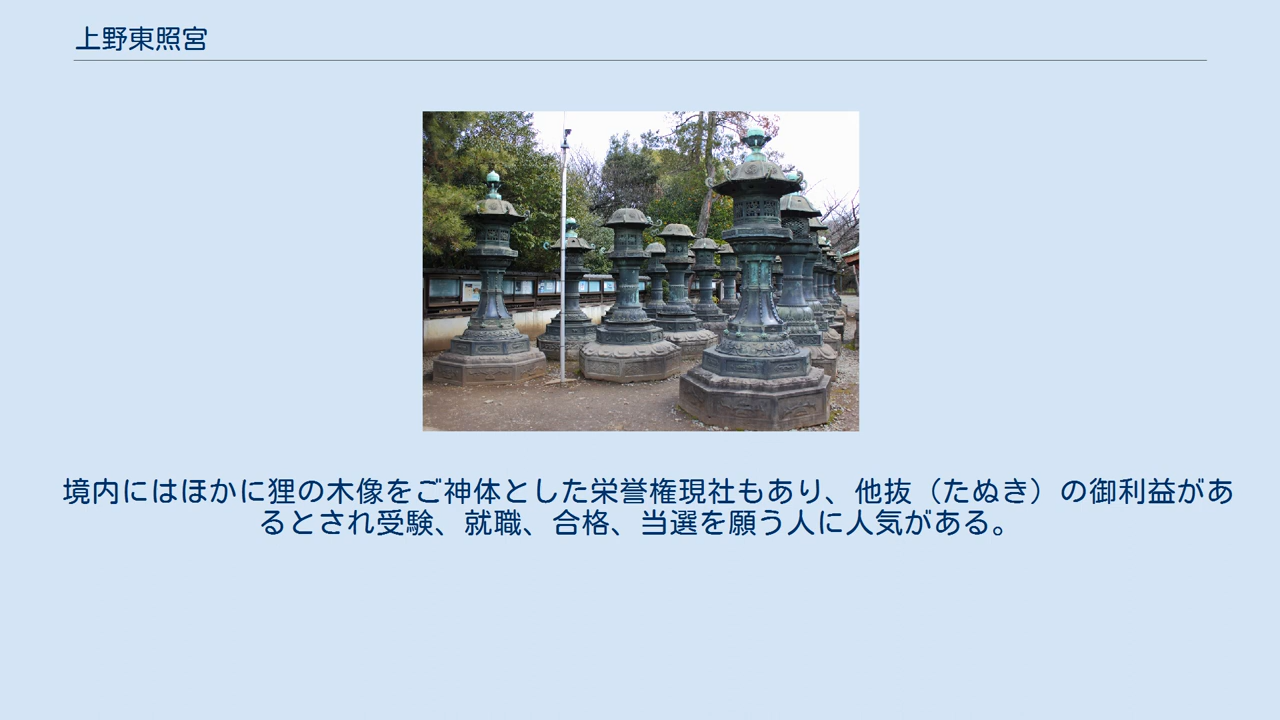 上野東照宮
境内にはほかに狸の木像をご神体とした栄誉権現社もあり、他抜（たぬき）の御利益があ
るとされ受験、就職、合格、当選を願う人に人気がある。